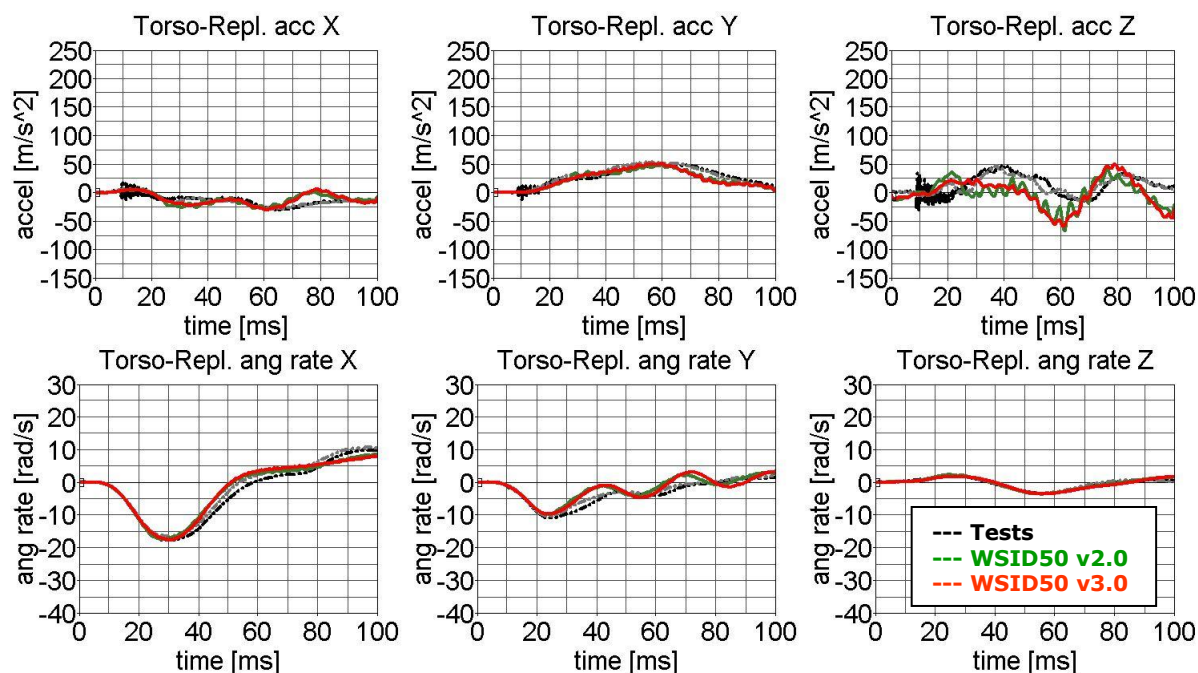 Torso-Repl. acc X
Torso-Repl. acc Y
Torso-Repl. acc Z
accel [m/s^2]
250
200
150
100
50
0
-50
-100
-150
0 20 40 60 80 100
time [ms]
accel [m/s^2]
250
200
150
100
50
0
-50
-100
-150
0 20 40 60 80 100
time [ms]
accel [m/s^2]
250
200
150
100
50
0
-50
-100
-150
0 20 40 60 80 100
time [ms]
Torso-Repl. ang rate X
Torso-Repl. ang rate Y
Torso-Repl. ang rate Z
ang rate [rad/s]
30
20
10
0
-10
-20
-30
-40
0 20 40 60 80 100
time [ms]
ang rate [rad/s]
30
20
10
0
-10
-20
-30
-40
0 20 40 60 80 100
time [ms]
ang rate [rad/s]
30
20
10
0
-10
-20
-30
-40
0 20 40 60 80 100
time [ms]
Tests
WSID50 v2.0
WSID50 v3.0